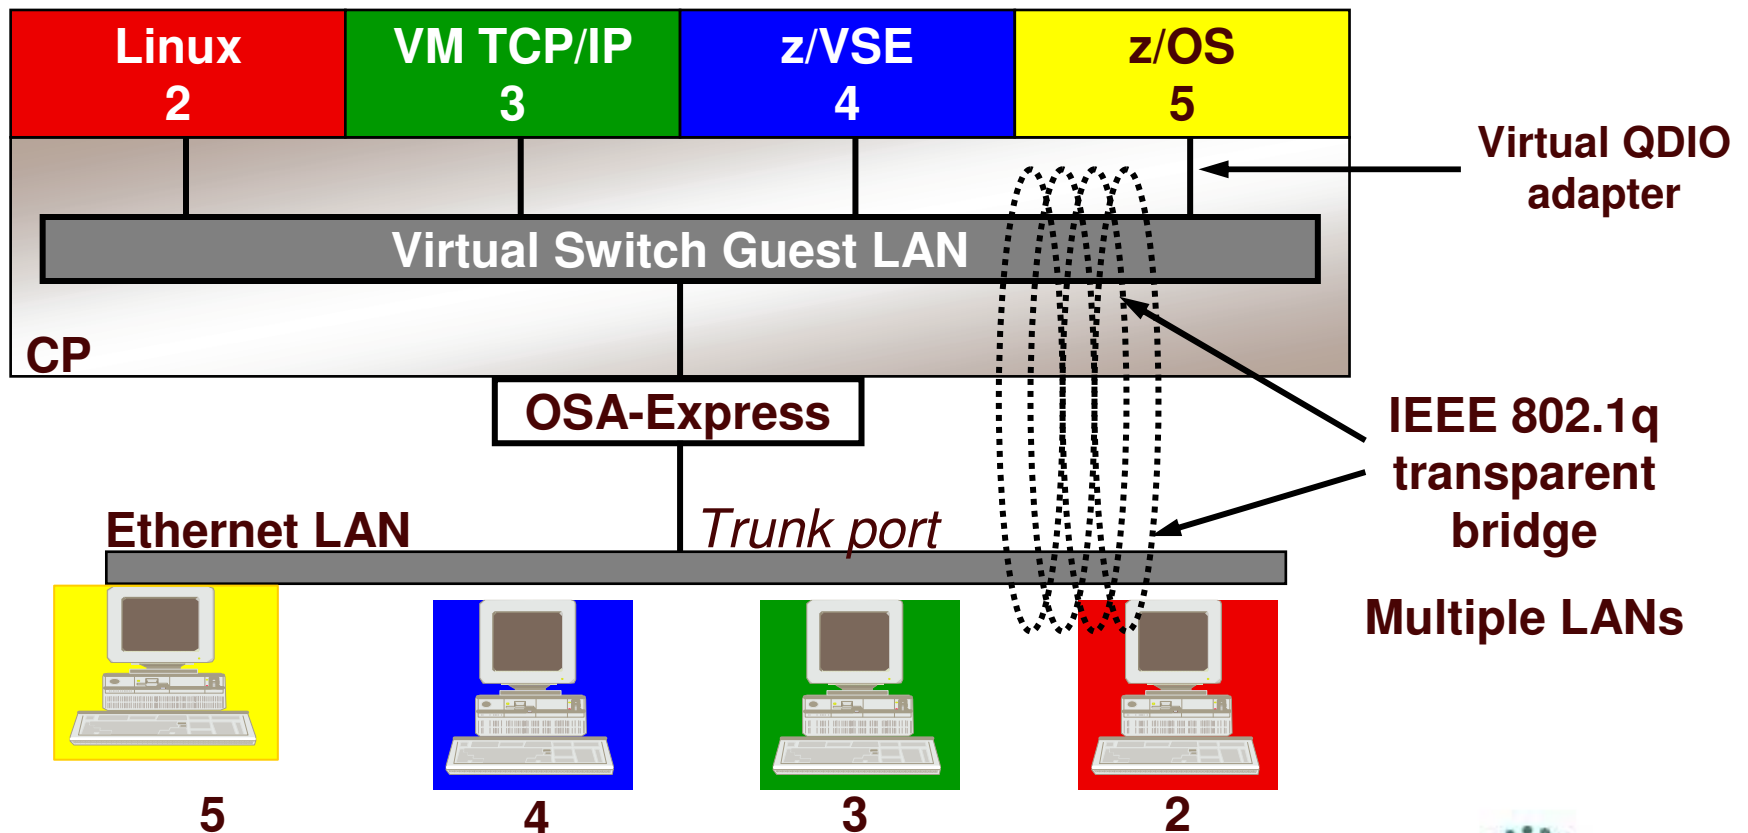 Linux
2
VM TCP/IP
3
z/VSE
4
z/OS
5
Virtual QDIO
adapter
Virtual Switch Guest LAN
CP
OSA-Express
IEEE 802.1q
transparent
bridge
Ethernet LAN
Trunk port
Multiple LANs
5
4
3
2